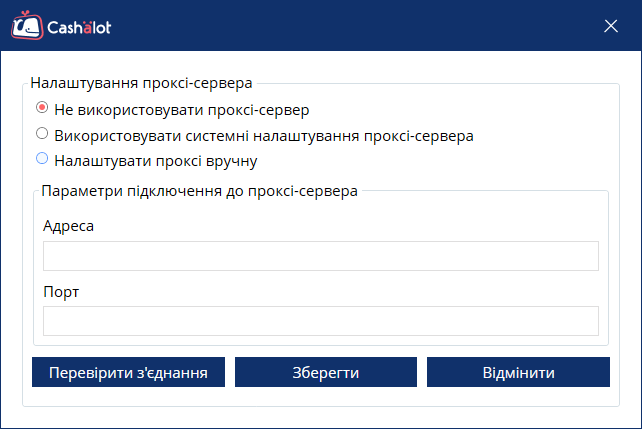 Cashalot
Налаштування проксі-сервера
Не використовувати проксі-сервер
Використовувати системні налаштування проксі-сервера
Налаштувати проксі вручну
Параметри підключення до проксі-сервера
Адреса
Порт
Перевірити з'єднання
Зберегти
Відмінити